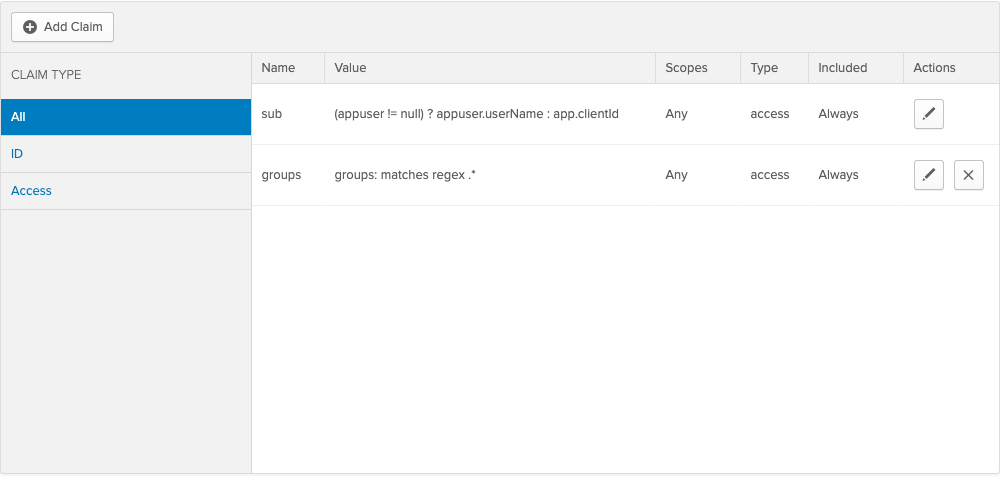 Add Claim
CLAIM TYPE
All
ID
Access
Name Value Scopes Type Included Actions
sub (appuser != null) ? appuser.userName : app.clientId Any access Always
groups groups: matches regex .* Any access Always